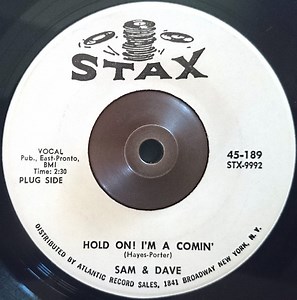 STAX
VOCAL
Pub., East-Pronto,
BMI
Time: 2:30
PLUG SIDE
45-189
STX-9992
HOLD ON! I'M A COMIN'
(Hayes-Porter)
SAM & DAVE
DISTRIBUTED BY ATLANTIC RECORD SALES, 1841 BROADWAY NEW YORK, N. Y.